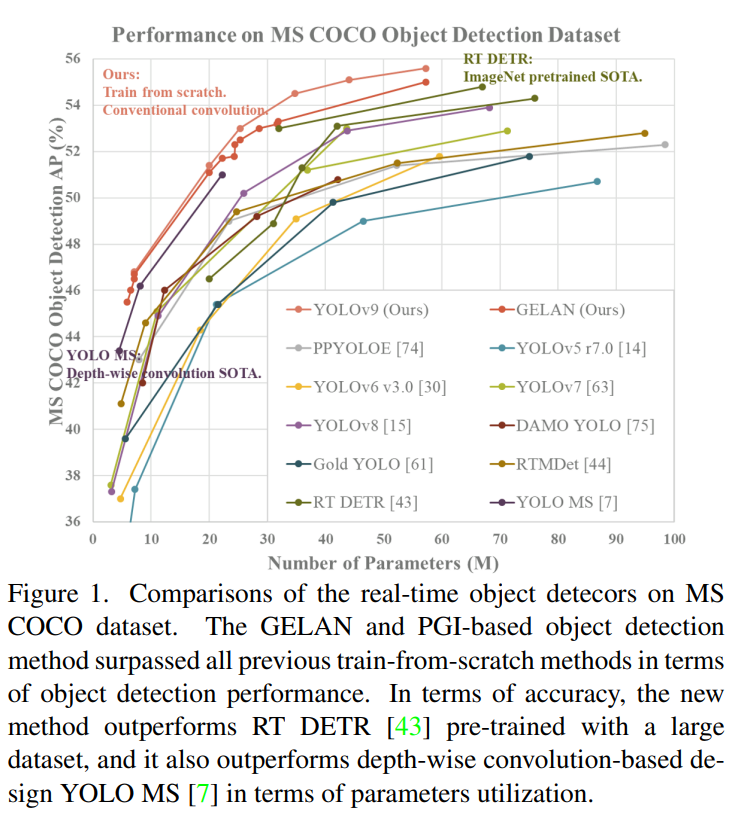 Performance on MS COCO Object Detection Dataset
56
54
52
50
48
46
44
42
40
38
36
MS COCO Object Detection AP (%)
RT DETR:
ImageNet pretrained SOTA.
Ours:
Train from scratch.
Conventional convolution.
YOLO MS:
Depth-wise convolution SOTA.
YOLOv9 (Ours) GELAN (Ours)
PPYOLOE [74] YOLOv5 r7.0 [14]
YOLOv6 v3.0 [30] YOLOv7 [63]
YOLOv8 [15] DAMO YOLO [75]
Gold YOLO [61] RTMDet [44]
RT DETR [43] YOLO MS [7]
0 10 20 30 40 50 60 70 80 90 100
Number of Parameters (M)
Figure 1. Comparisons of the real-time object detecors on MS
COCO dataset. The GELAN and PGI-based object detection
method surpassed all previous train-from-scratch methods in terms
of object detection performance. In terms of accuracy, the new
method outperforms RT DETR [43] pre-trained with a large
dataset, and it also outperforms depth-wise convolution-based de-
sign YOLO MS [7] in terms of parameters utilization.